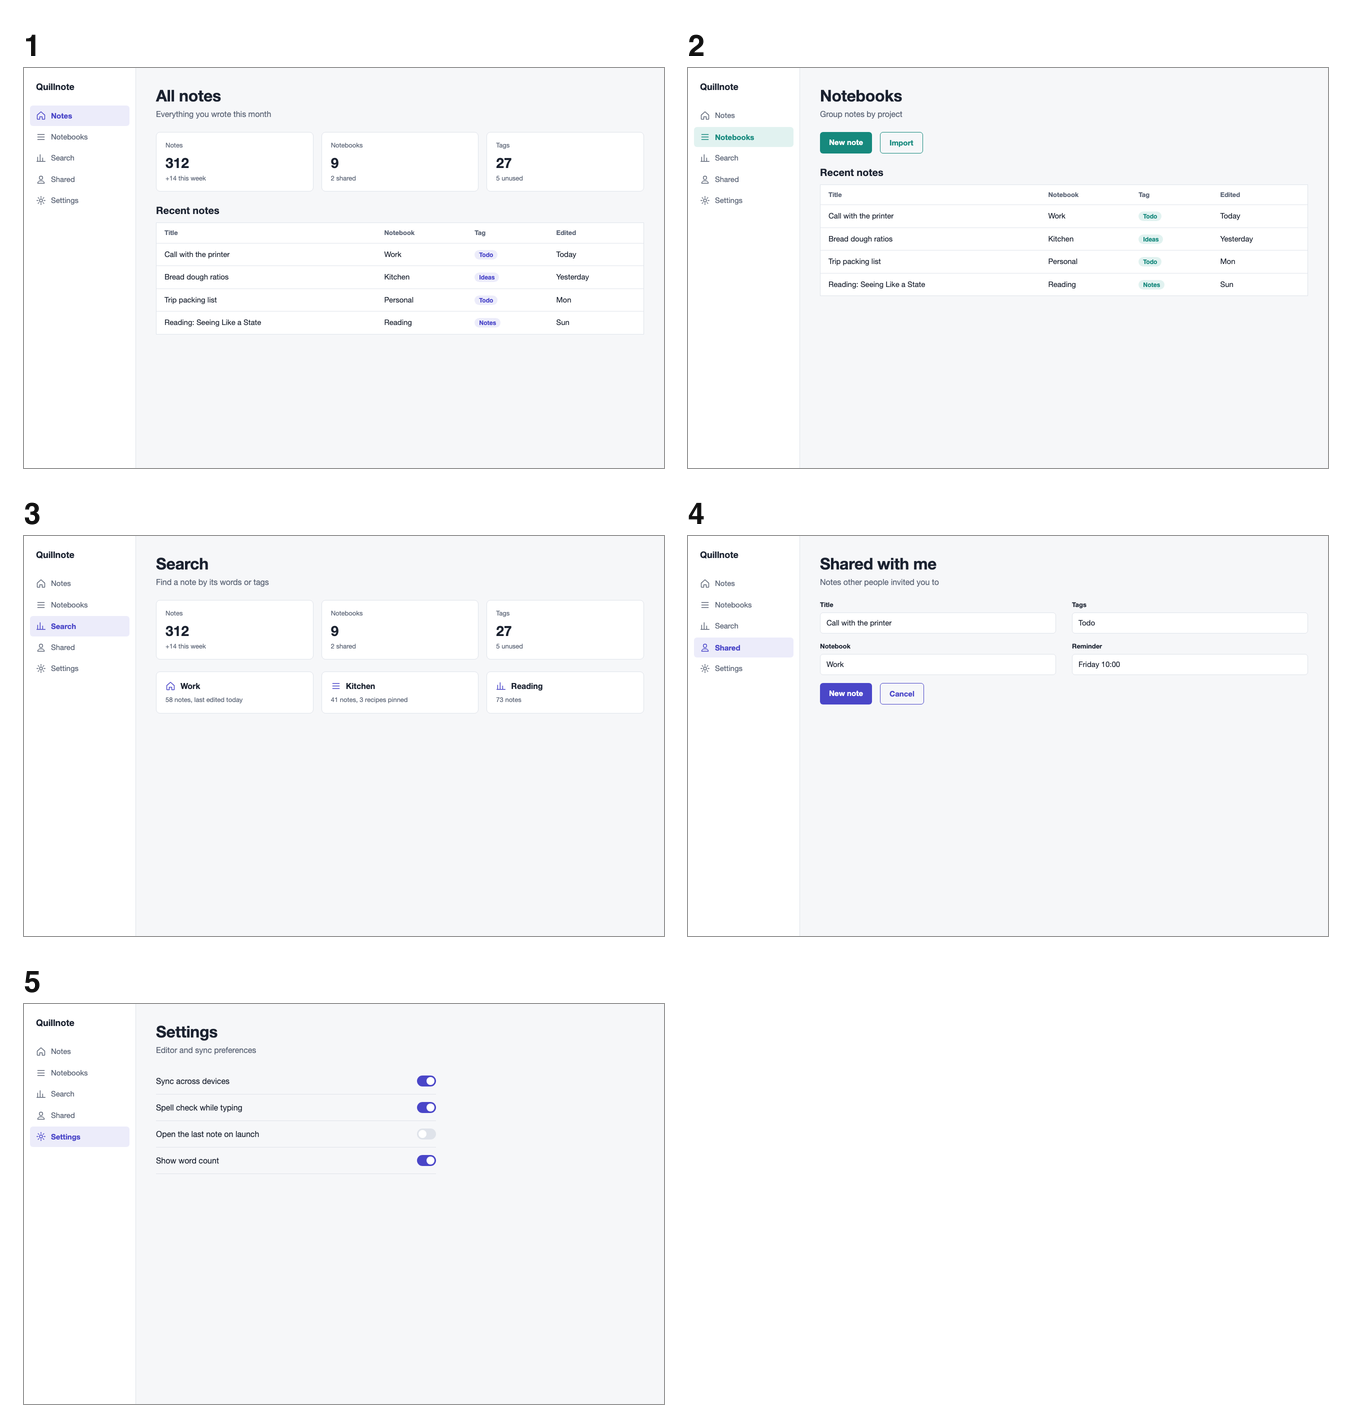 1
Quillnote
Notes
Notebooks
Search
Shared
Settings
All notes
Everything you wrote this month
Notes
312
+14 this week
Notebooks
9
2 shared
Tags
27
5 unused
Recent notes
Title Notebook Tag Edited
Call with the printer Work Todo Today
Bread dough ratios Kitchen Ideas Yesterday
Trip packing list Personal Todo Mon
Reading: Seeing Like a State Reading Notes Sun
2
Quillnote
Notes
Notebooks
Search
Shared
Settings
Notebooks
Group notes by project
New note Import
Recent notes
Title Notebook Tag Edited
Call with the printer Work Todo Today
Bread dough ratios Kitchen Ideas Yesterday
Trip packing list Personal Todo Mon
Reading: Seeing Like a State Reading Notes Sun
3
Quillnote
Notes
Notebooks
Search
Shared
Settings
Search
Find a note by its words or tags
Notes
312
+14 this week
Notebooks
9
2 shared
Tags
27
5 unused
Work
58 notes, last edited today
Kitchen
41 notes, 3 recipes pinned
Reading
73 notes
4
Quillnote
Notes
Notebooks
Search
Shared
Settings
Shared with me
Notes other people invited you to
Title
Call with the printer
Tags
Todo
Notebook
Work
Reminder
Friday 10:00
New note Cancel
5
Quillnote
Notes
Notebooks
Search
Shared
Settings
Settings
Editor and sync preferences
Sync across devices
Spell check while typing
Open the last note on launch
Show word count